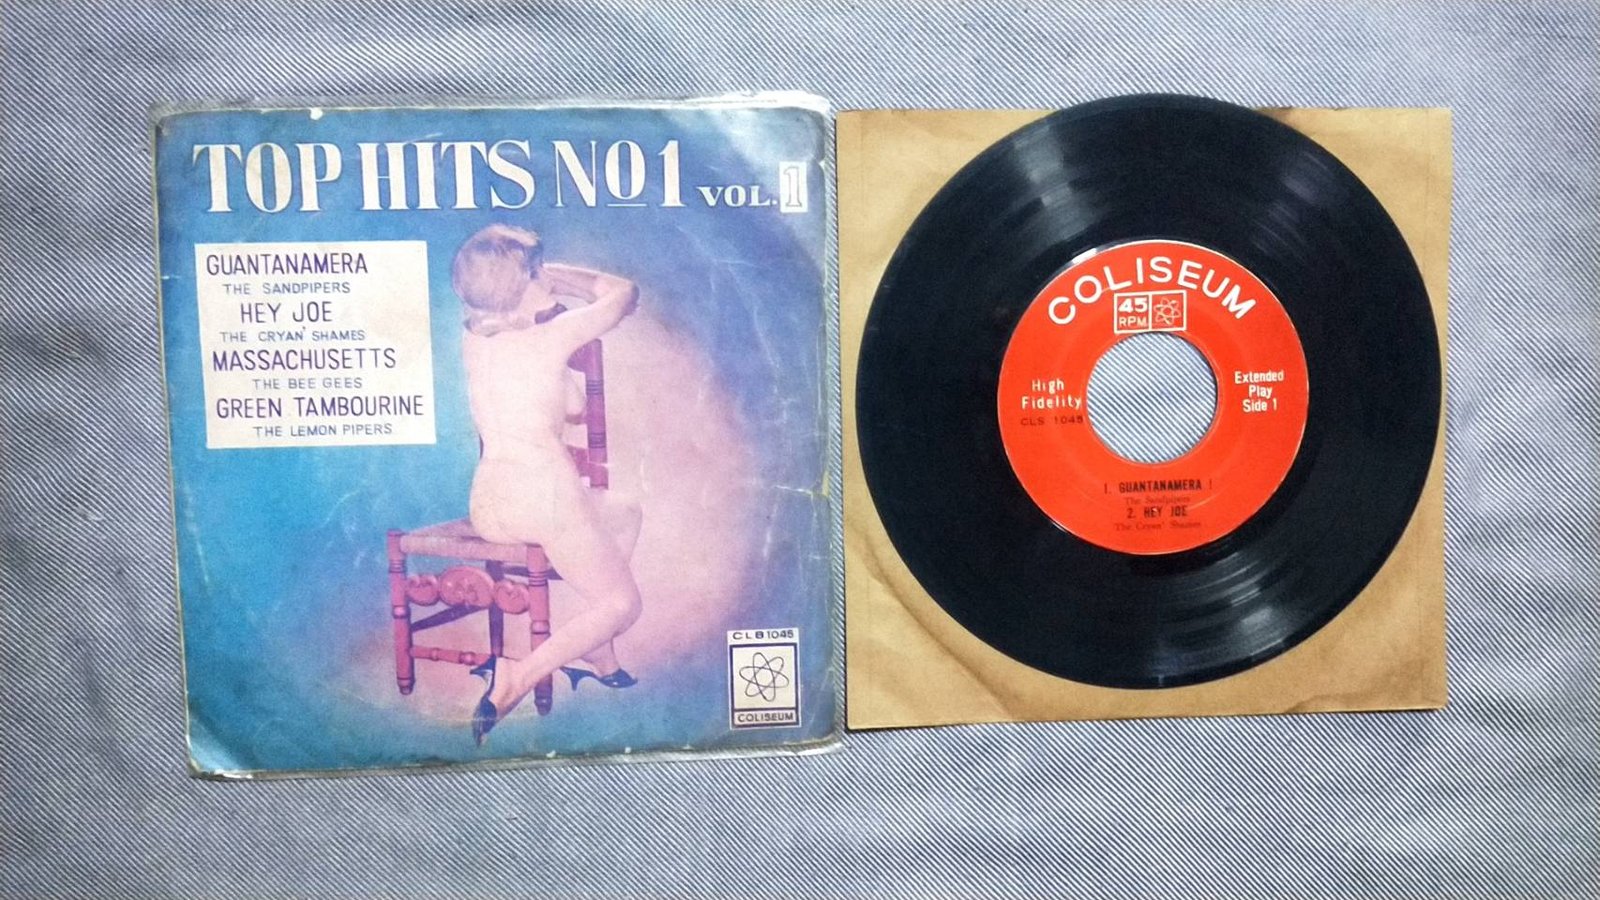 TOP HITS No1 VOL. 1
GUANTANAMERA
THE SANDPIPERS
HEY JOE
THE CRYAN' SHAMES
MASSACHUSETTS
THE BEE GEES
GREEN TAMBOURINE
THE LEMON PIPERS
CLB 1045
COLISEUM
COLISEUM
45
RPM
High
Fidelity
CLS 1045
Extended
Play
Side 1
1. GUANTANAMERA !
The Sandpipers
2. HEY JOE
The Cryan' Shames